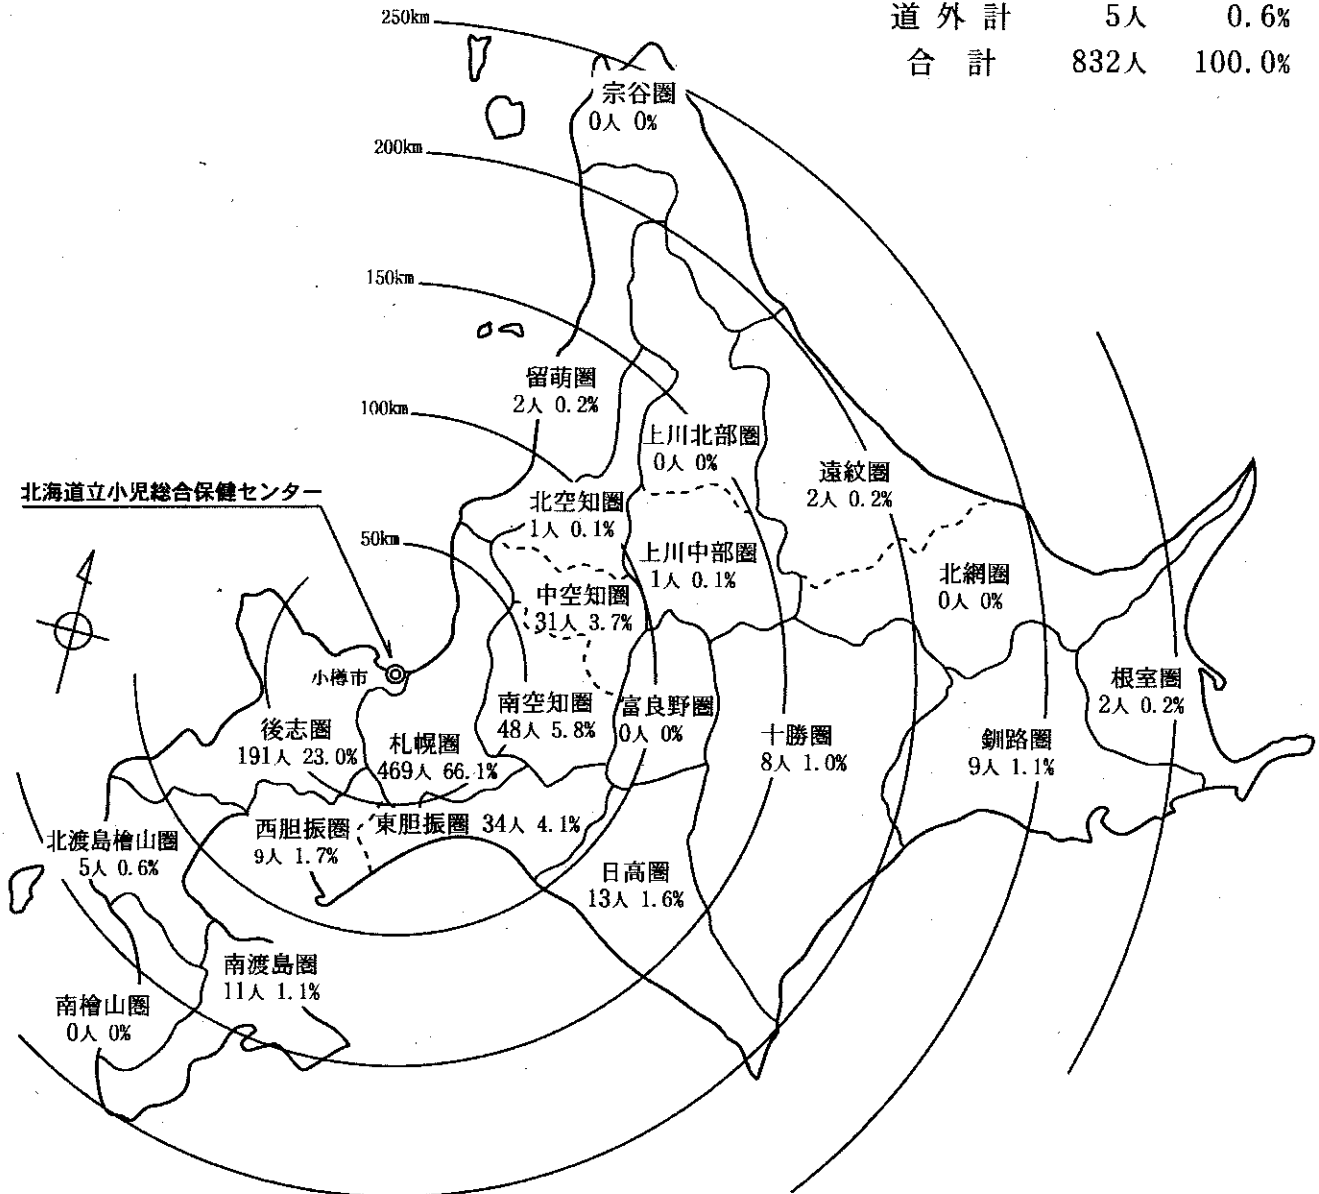 道外計 5人 0.6%
合計 832人 100.0%
250km
宗谷圏
0人 0%
200km
150km
留萌圏
2人 0.2%
100km
上川北部圏
0人 0%
遠紋圏
2人 0.2%
北海道立小児総合保健センター
北空知圏
1人 0.1%
50km
上川中部圏
1人 0.1%
北網圏
0人 0%
中空知圏
31人 3.7%
小樽市
南空知圏
48人 5.8%
富良野圏
0人 0%
根室圏
2人 0.2%
後志圏
191人 23.0%
札幌圏
469人 66.1%
十勝圏
8人 1.0%
釧路圏
9人 1.1%
北渡島檜山圏
5人 0.6%
西胆振圏
9人 1.7%
東胆振圏 34人 4.1%
日高圏
13人 1.6%
南渡島圏
11人 1.1%
南檜山圏
0人 0%